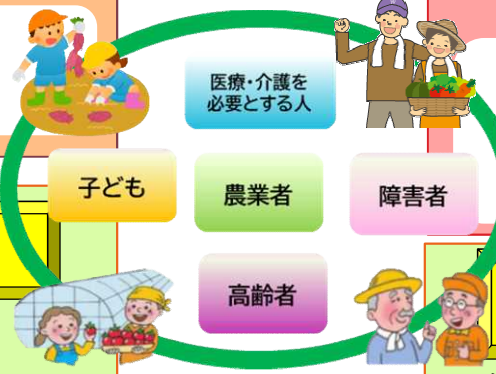 医療・介護を
必要とする人
子ども
農業者
障害者
高齢者